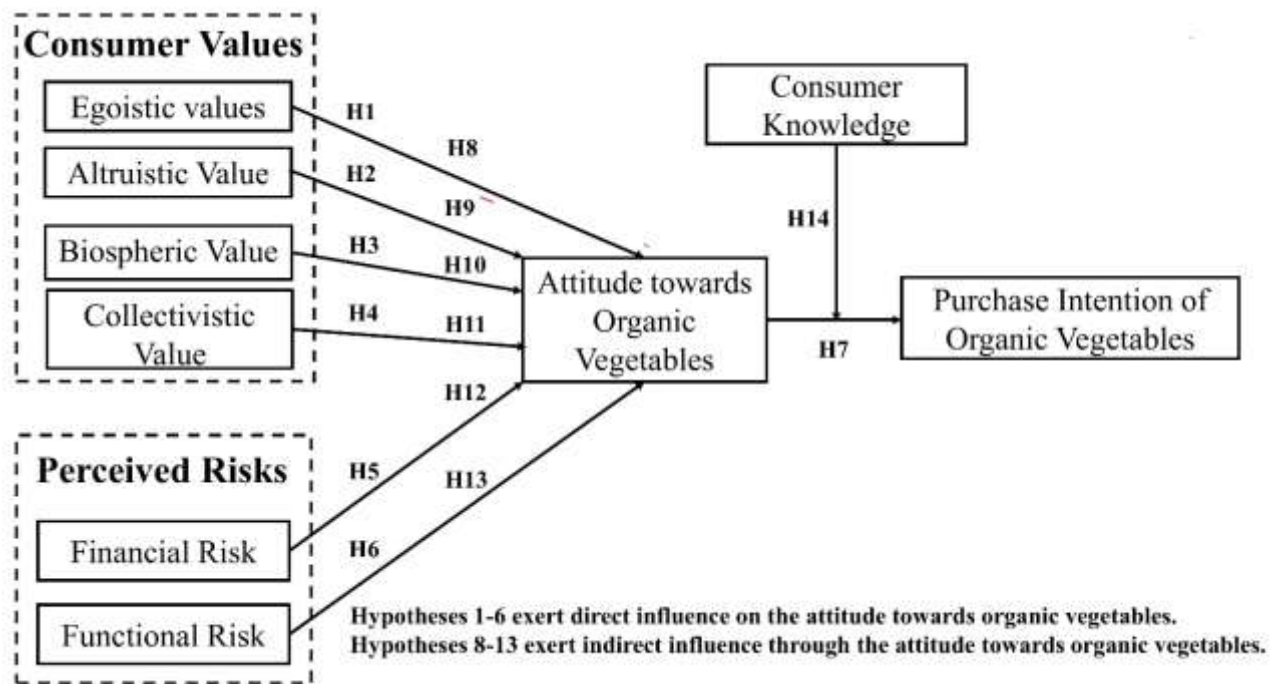 Consumer Values
Egoistic values
Altruistic Value
Biospheric Value
Collectivistic
Value
H1
H8
H2
H9
H3
H10
H4
H11
H12
H5
H13
H6
Perceived Risks
Financial Risk
Functional Risk
Attitude towards
Organic
Vegetables
Consumer
Knowledge
H14
H7
Purchase Intention of
Organic Vegetables
Hypotheses 1-6 exert direct influence on the attitude towards organic vegetables.
Hypotheses 8-13 exert indirect influence through the attitude towards organic vegetables.